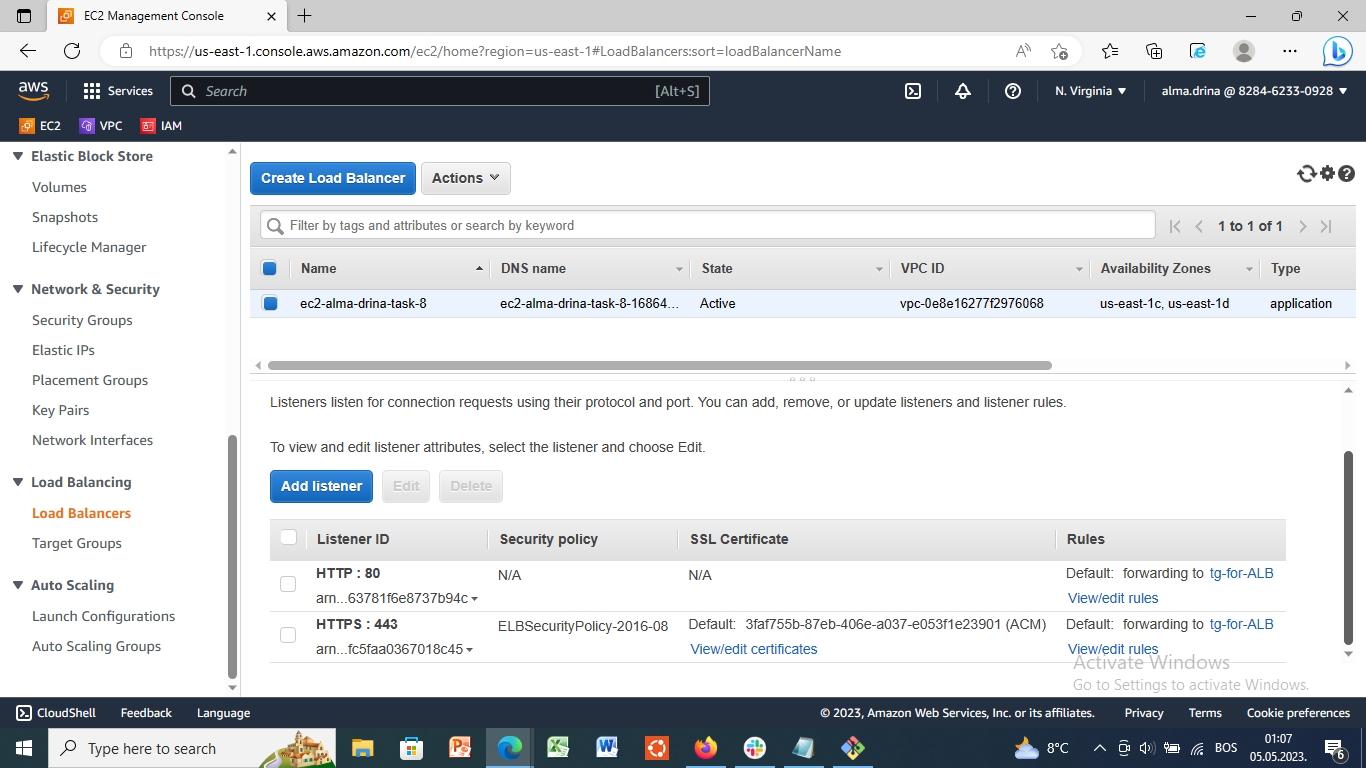 EC2 Management Console
https://us-east-1.console.aws.amazon.com/ec2/home?region=us-east-1#LoadBalancers:sort=loadBalancerName
aws
Services
Search
[Alt+S]
N. Virginia
alma.drina @ 8284-6233-0928
EC2
VPC
IAM
Elastic Block Store
Volumes
Snapshots
Lifecycle Manager
Network & Security
Security Groups
Elastic IPs
Placement Groups
Key Pairs
Network Interfaces
Load Balancing
Load Balancers
Target Groups
Auto Scaling
Launch Configurations
Auto Scaling Groups
Create Load Balancer
Actions
Filter by tags and attributes or search by keyword
1 to 1 of 1
Name DNS name State VPC ID Availability Zones Type
ec2-alma-drina-task-8 ec2-alma-drina-task-8-16864... Active vpc-0e8e16277f2976068 us-east-1c, us-east-1d application
Listeners listen for connection requests using their protocol and port. You can add, remove, or update listeners and listener rules.
To view and edit listener attributes, select the listener and choose Edit.
Add listener
Edit
Delete
Listener ID Security policy SSL Certificate Rules
HTTP : 80 N/A N/A Default: forwarding to tg-for-ALB
arn...63781f6e8737b94c View/edit rules
HTTPS : 443 ELBSecurityPolicy-2016-08 Default: 3faf755b-87eb-406e-a037-e053f1e23901 (ACM) Default: forwarding to tg-for-ALB
arn...fc5faa0367018c45 View/edit certificates View/edit rules
Activate Windows
Go to Settings to activate Windows.
CloudShell
Feedback
Language
© 2023, Amazon Web Services, Inc. or its affiliates.
Privacy
Terms
Cookie preferences
Type here to search
8°C
BOS
01:07
05.05.2023.
6